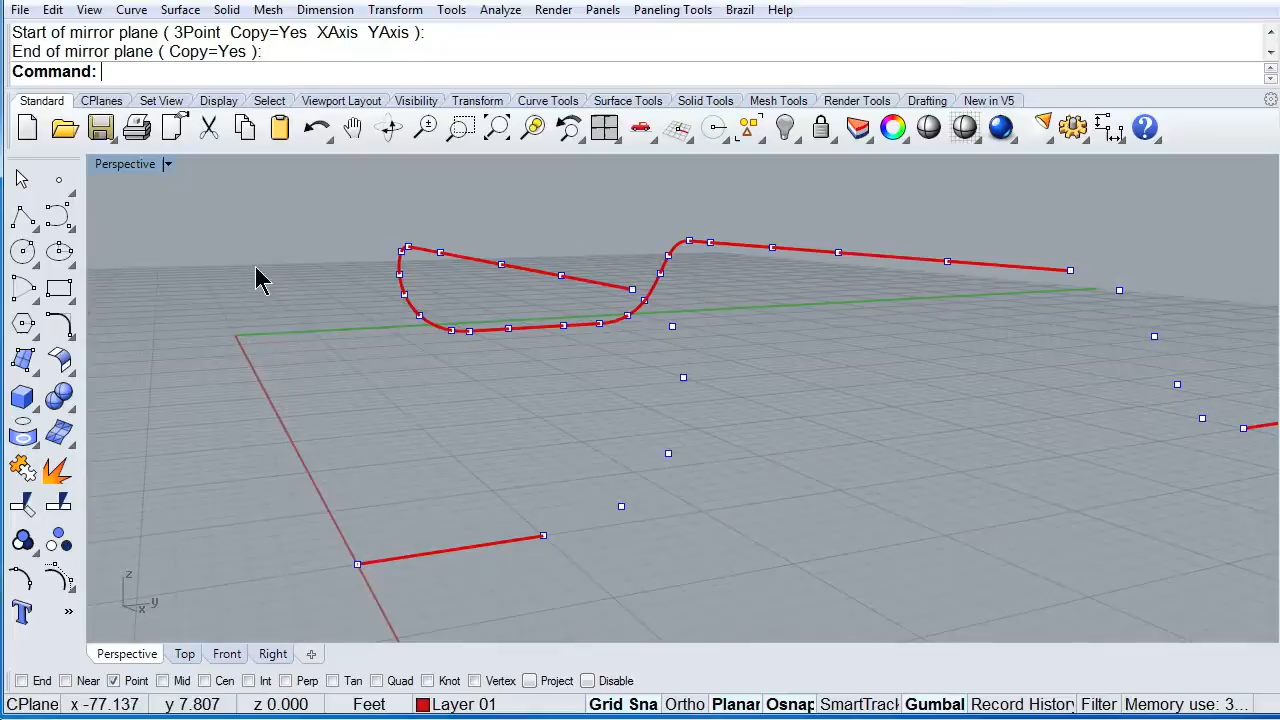 File Edit View Curve Surface Solid Mesh Dimension Transform Tools Analyze Render Panels Paneling Tools Brazil Help
Start of mirror plane ( 3Point Copy=Yes XAxis YAxis ):
End of mirror plane ( Copy=Yes ):
Command:
Standard CPlanes Set View Display Select Viewport Layout Visibility Transform Curve Tools Surface Tools Solid Tools Mesh Tools Render Tools Drafting New in V5
Perspective
z
x y
Perspective Top Front Right
End Near Point Mid Cen Int Perp Tan Quad Knot Vertex Project Disable
CPlane x -77.137 y 7.807 z 0.000 Feet Layer 01 Grid Sna Ortho Planar Osnap SmartTrack Gumbal Record History Filter Memory use: 3...